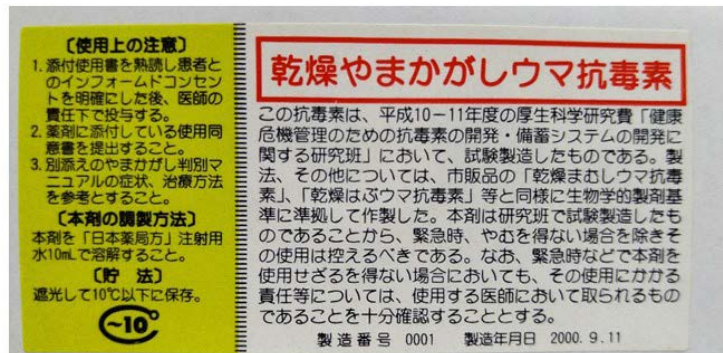 〔使用上の注意〕
1.添付使用書を熟読し患者と
のインフォームドコンセン
トを明確にした後、医師の
責任下で投与する。
2.薬剤に添付している使用同
意書を提出すること。
3.別添えのやまかがし判別マ
ニュアルの症状、治療方法
を参考とすること。
〔本剤の調製方法〕
本剤を「日本薬局方」注射用
水10mLで溶解すること。
〔貯 法〕
遮光して10℃以下に保存。
~10°
乾燥やまかがしウマ抗毒素
この抗毒素は、平成10-11年度の厚生科学研究費「健康
危機管理のための抗毒素の開発・備蓄システムの開発に
関する研究班」において、試験製造したものである。製
法、その他については、市販品の「乾燥まむしウマ抗毒
素」、「乾燥はぶウマ抗毒素」等と同様に生物学的製剤基
準に準拠して作製した。本剤は研究班で試験製造したも
のであることから、緊急時、やむを得ない場合を除きそ
の使用は控えるべきである。なお、緊急時などで本剤を
使用せざるを得ない場合においても、その使用にかかる
責任等については、使用する医師において取られるもの
であることを十分確認することとする。
製造番号 0001 製造年月日 2000.9.11